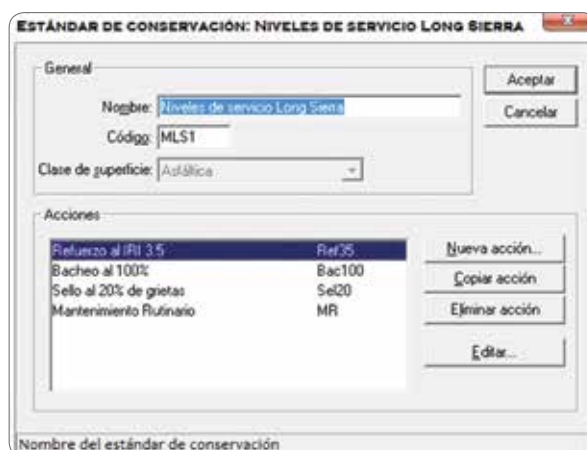 ESTÁNDAR DE CONSERVACIÓN: NIVELES DE SERVICIO LONG SIERRA
General
Nombre: Niveles de servicio Long Sierra
Código: MLS1
Clase de superficie: Asfáltica
Aceptar
Cancelar
Acciones
Refuerzo al IRI 3.5 Ref35
Bacheo al 100% Bac100
Sello al 20% de grietas Sel20
Mantenimiento Rutinario MR
Nueva acción...
Copiar acción
Eliminar acción
Editar...
Nombre del estándar de conservación